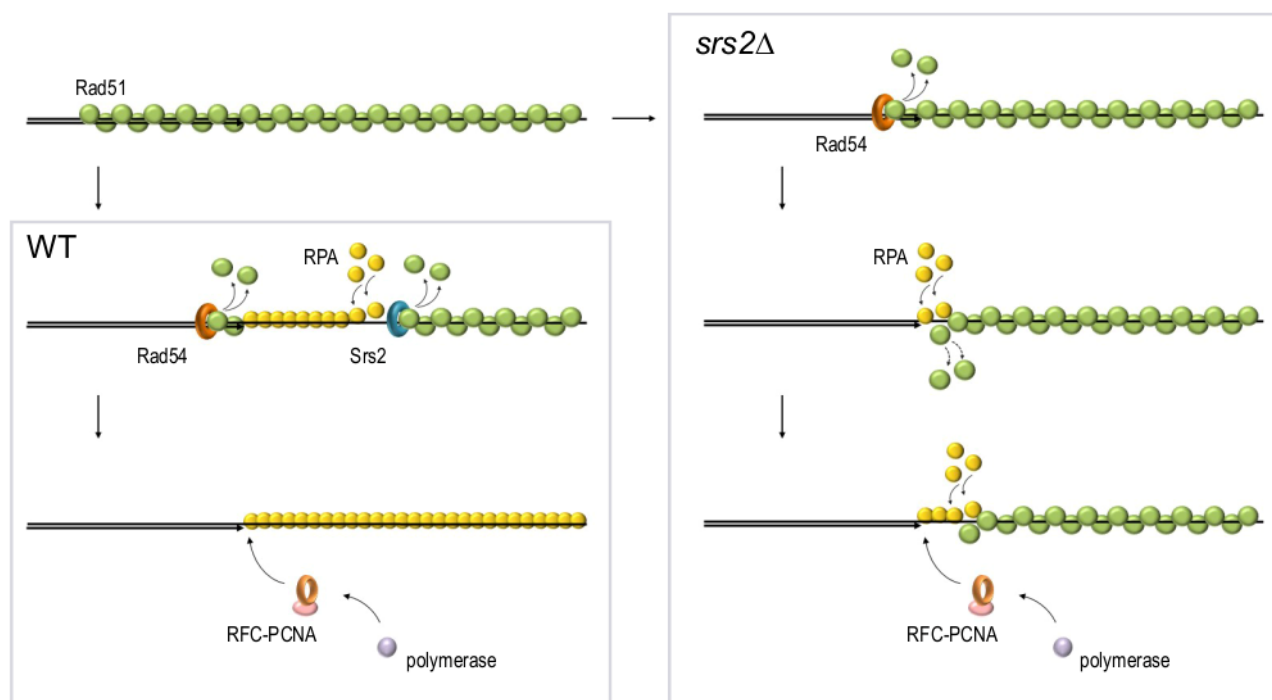 srs2Δ
Rad51
Rad54
WT
RPA
Rad54
Srs2
RPA
RFC-PCNA
polymerase
RFC-PCNA
polymerase